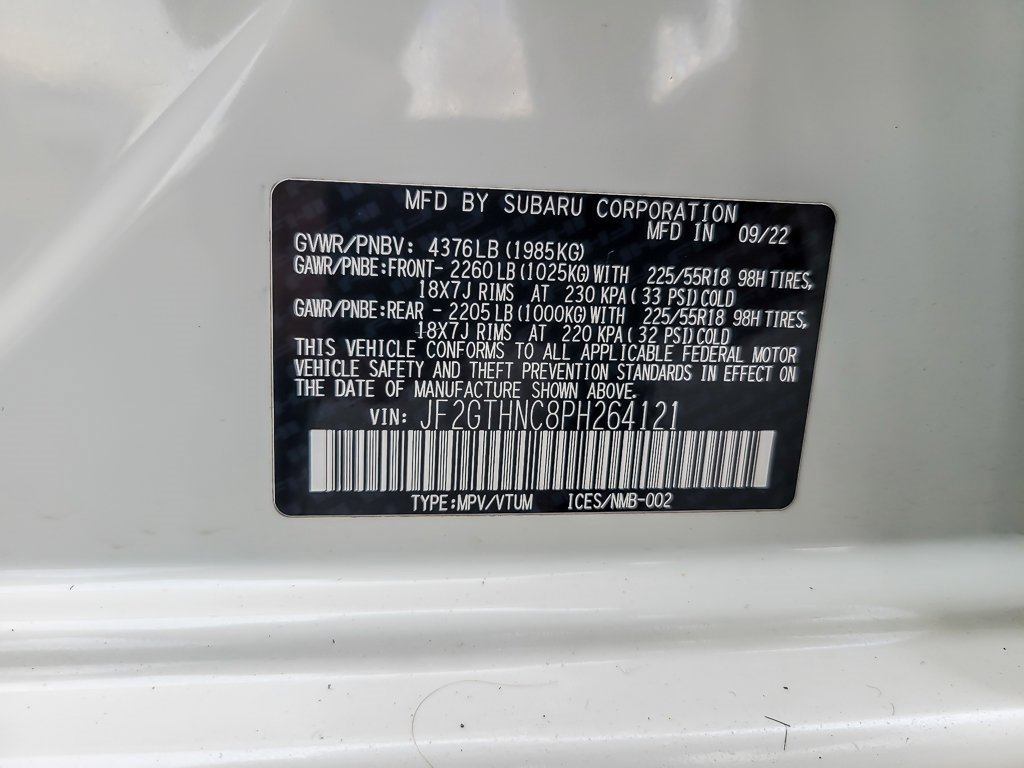 MFD BY SUBARU CORPORATION
MFD IN 09/22
GVWR/PNBV: 4376LB (1985KG)
GAWR/PNBE:FRONT- 2260LB (1025KG) WITH 225/55R18 98H TIRES,
18X7J RIMS AT 230 KPA( 33 PSI) COLD
GAWR/PNBE:REAR - 2205LB (1000KG) WITH 225/55R18 98H TIRES,
18X7J RIMS AT 220 KPA( 32 PSI) COLD
THIS VEHICLE CONFORMS TO ALL APPLICABLE FEDERAL MOTOR
VEHICLE SAFETY AND THEFT PREVENTION STANDARDS IN EFFECT ON
THE DATE OF MANUFACTURE SHOWN ABOVE.
VIN: JF2GTHNC8PH264121
TYPE:MPV/VTUM ICES/NMB-002